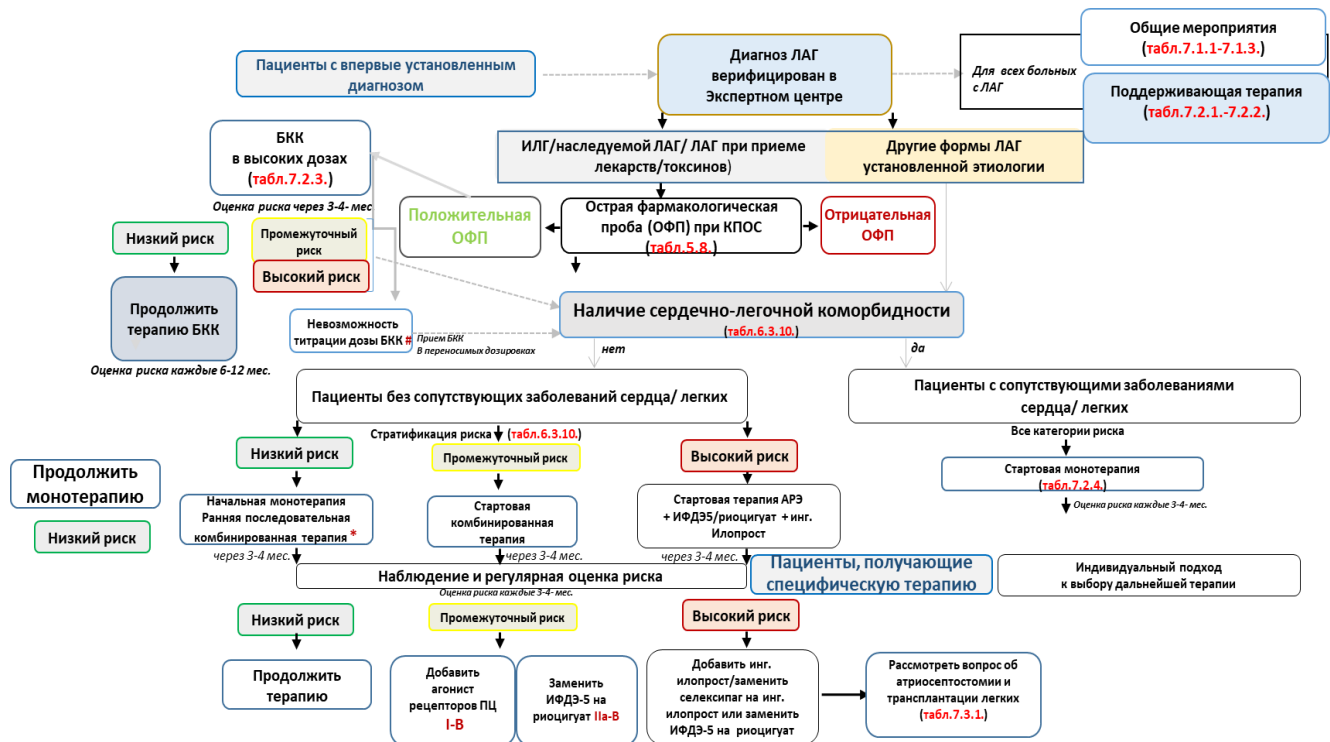 Общие мероприятия
(табл.7.1.1-7.1.3.)
Пациенты с впервые установленным
диагнозом
Диагноз ЛАГ
верифицирован в
Экспертном центре
Для всех больных
с ЛАГ
Поддерживающая терапия
(табл.7.2.1.-7.2.2.)
БКК
в высоких дозах
(табл.7.2.3.)
ИЛГ/наследуемой ЛАГ/ ЛАГ при приеме
лекарств/токсинов)
Другие формы ЛАГ
установленной этиологии
Оценка риска через 3-4- мес
Положительная
ОФП
Острая фармакологическая
проба (ОФП) при КПОС
(табл.5.8.)
Отрицательная
ОФП
Низкий риск
Промежуточный
риск
Высокий риск
Продолжить
терапию БКК
Оценка риска каждые 6-12 мес.
Невозможность
титрации дозы БКК #
Прием БКК
В переносимых дозировках
Наличие сердечно-легочной коморбидности
(табл.6.3.10.)
нет
да
Пациенты без сопутствующих заболеваний сердца/ легких
Пациенты с сопутствующими заболеваниями
сердца/ легких
Стратификация риска (табл.6.3.10.)
Все категории риска
Низкий риск
Промежуточный риск
Высокий риск
Стартовая монотерапия
(табл.7.2.4.)
Оценка риска каждые 3-4- мес.
Продолжить
монотерапию
Низкий риск
Начальная монотерапия
Ранняя последовательная
комбинированная терапия *
Стартовая
комбинированная
терапия
Стартовая терапия АРЭ
+ ИФДЭ5/риоцигуат + инг.
Илопрост
через 3-4 мес.
через 3-4 мес.
через 3-4 мес.
Наблюдение и регулярная оценка риска
Оценка риска каждые 3-4- мес.
Пациенты, получающие
специфическую терапию
Индивидуальный подход
к выбору дальнейшей терапии
Низкий риск
Промежуточный риск
Высокий риск
Продолжить
терапию
Добавить
агонист
рецепторов ПЦ
I-B
Заменить
ИФДЭ-5 на
риоцигуат IIa-B
Добавить инг.
илопрост/заменить
селексипаг на инг.
илопрост или заменить
ИФДЭ-5 на риоцигуат
Рассмотреть вопрос об
атриосептостомии и
трансплантации легких
(табл.7.3.1.)